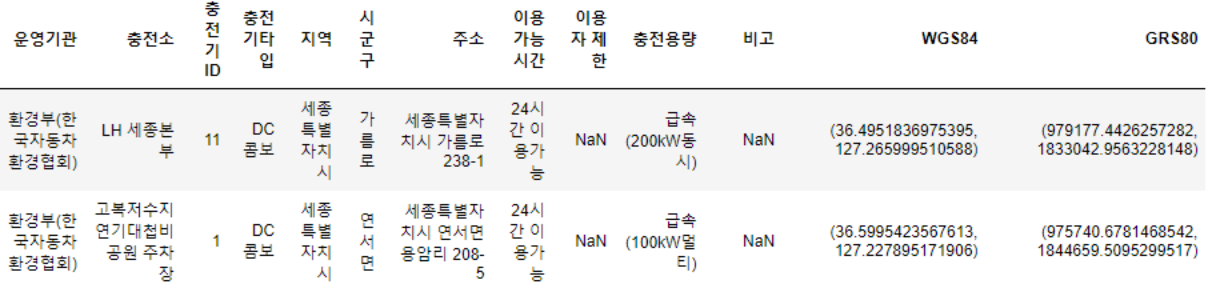 운영기관 충전소 충전기ID 충전기타입 지역 시군구 주소 이용가능시간 이용자 제한 충전용량 비고 WGS84 GRS80
환경부(한국자동차환경협회) LH 세종본부 11 DC콤보 세종특별자치시 가름로 세종특별자치시 가름로 238-1 24시간 이용가능 NaN 급속(200kW동시) NaN (36.4951836975395, 127.265999510588) (979177.4426257282, 1833042.9563228148)
환경부(한국자동차환경협회) 고복저수지 연기대첩비공원 주차장 1 DC콤보 세종특별자치시 연서면 세종특별자치시 연서면 용암리 208-5 24시간 이용가능 NaN 급속(100kW멀티) NaN (36.5995423567613, 127.227895171906) (975740.6781468542, 1844659.5095299517)